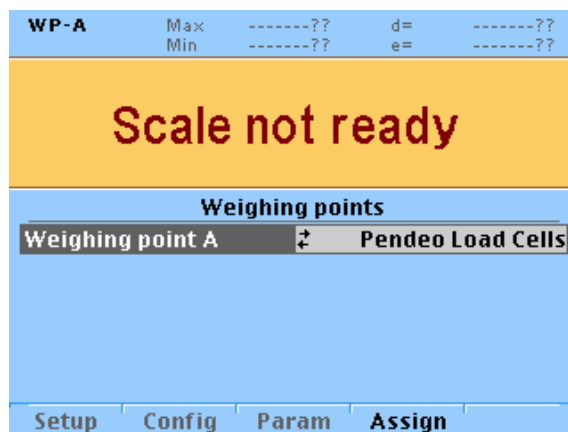 WP-A Max -------?? d= -------??
Min -------?? e= -------??
Scale not ready
Weighing points
Weighing point A ⇄ Pendeo Load Cells
Setup Config Param Assign